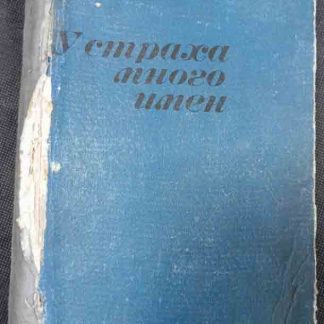 У страха
много
имен